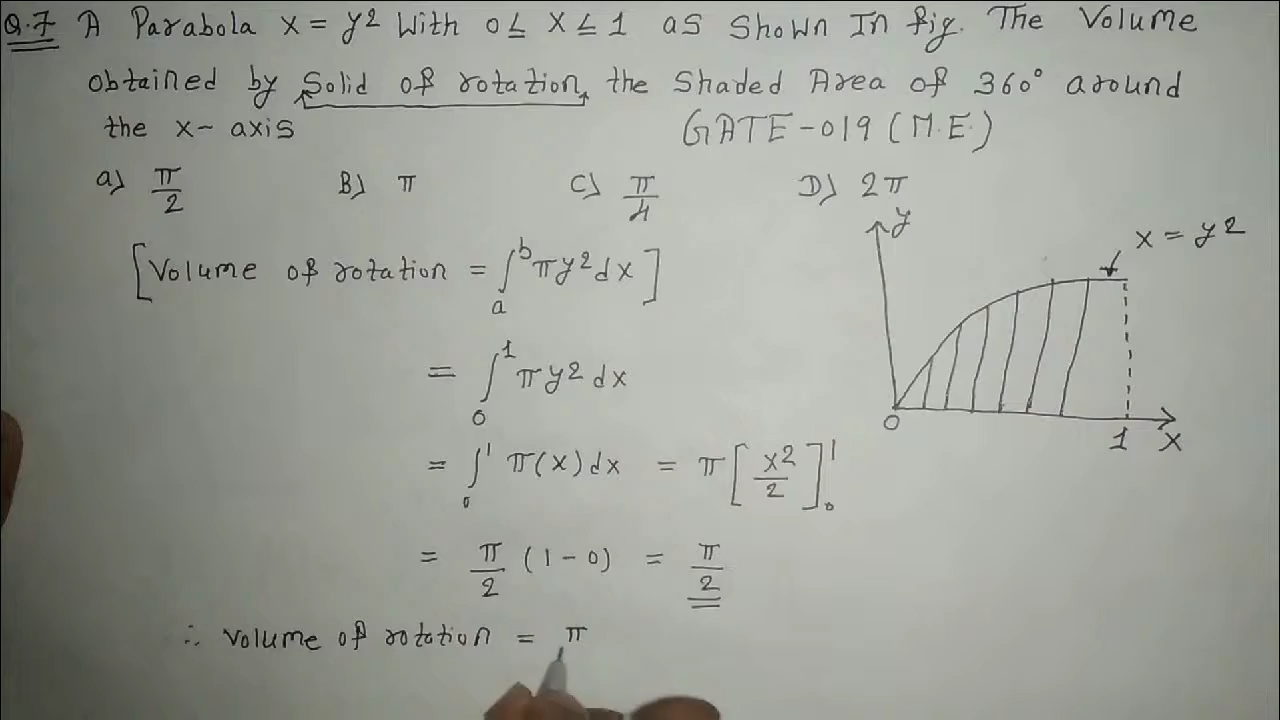 Q.7 A Parabola x = y2 With 0 ≤ x ≤ 1 as Shown In fig. The Volume
obtained by Solid of rotation, the Shaded Area of 360° around
the x- axis GATE-019 (M.E.)
a) π/2 B) π C) π/4 D) 2π
y
x = y2
[Volume of rotation = ∫ₐᵇ πy2 dx]
= ∫₀¹ πy2 dx
0 1 x
= ∫₀¹ π(x) dx = π[x2/2]₀¹
= π/2 (1-0) = π/2
∴ Volume of rotation = π